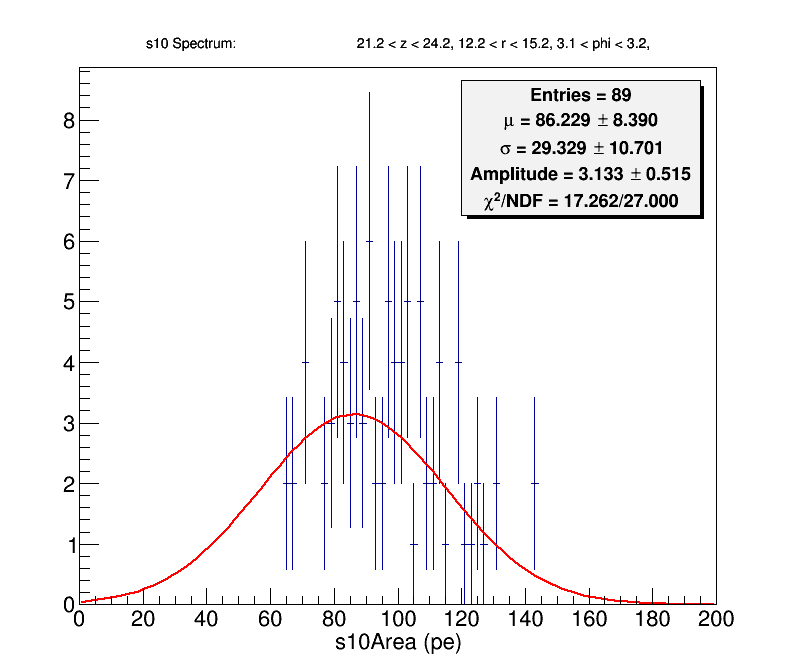 s10 Spectrum: 21.2 < z < 24.2, 12.2 < r < 15.2, 3.1 < phi < 3.2,
Entries = 89
μ = 86.229 ± 8.390
σ = 29.329 ± 10.701
Amplitude = 3.133 ± 0.515
χ²/NDF = 17.262/27.000
8
7
6
5
4
3
2
1
0
0 20 40 60 80 100 120 140 160 180 200
s10Area (pe)